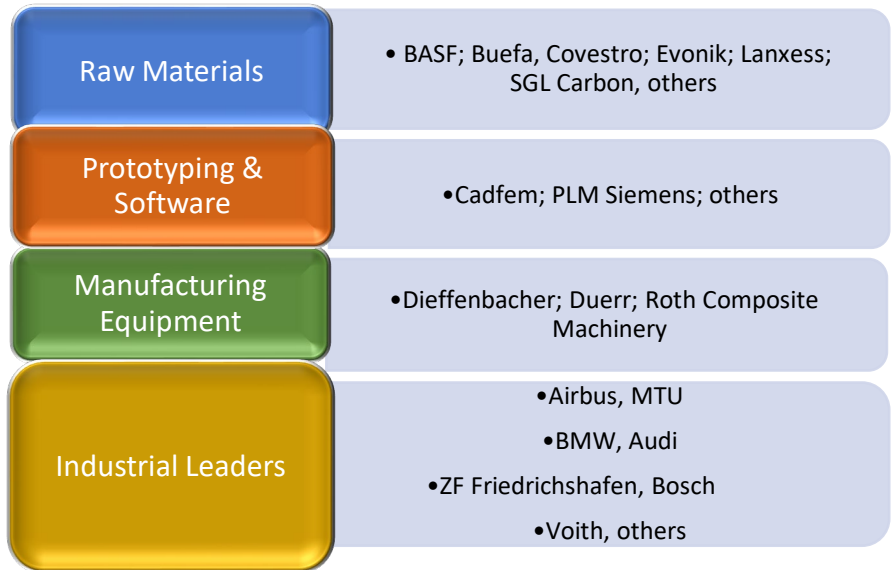 Raw Materials
• BASF; Buefa, Covestro; Evonik; Lanxess;
SGL Carbon, others
Prototyping &
Software
•Cadfem; PLM Siemens; others
Manufacturing
Equipment
•Dieffenbacher; Duerr; Roth Composite
Machinery
Industrial Leaders
•Airbus, MTU
•BMW, Audi
•ZF Friedrichshafen, Bosch
•Voith, others